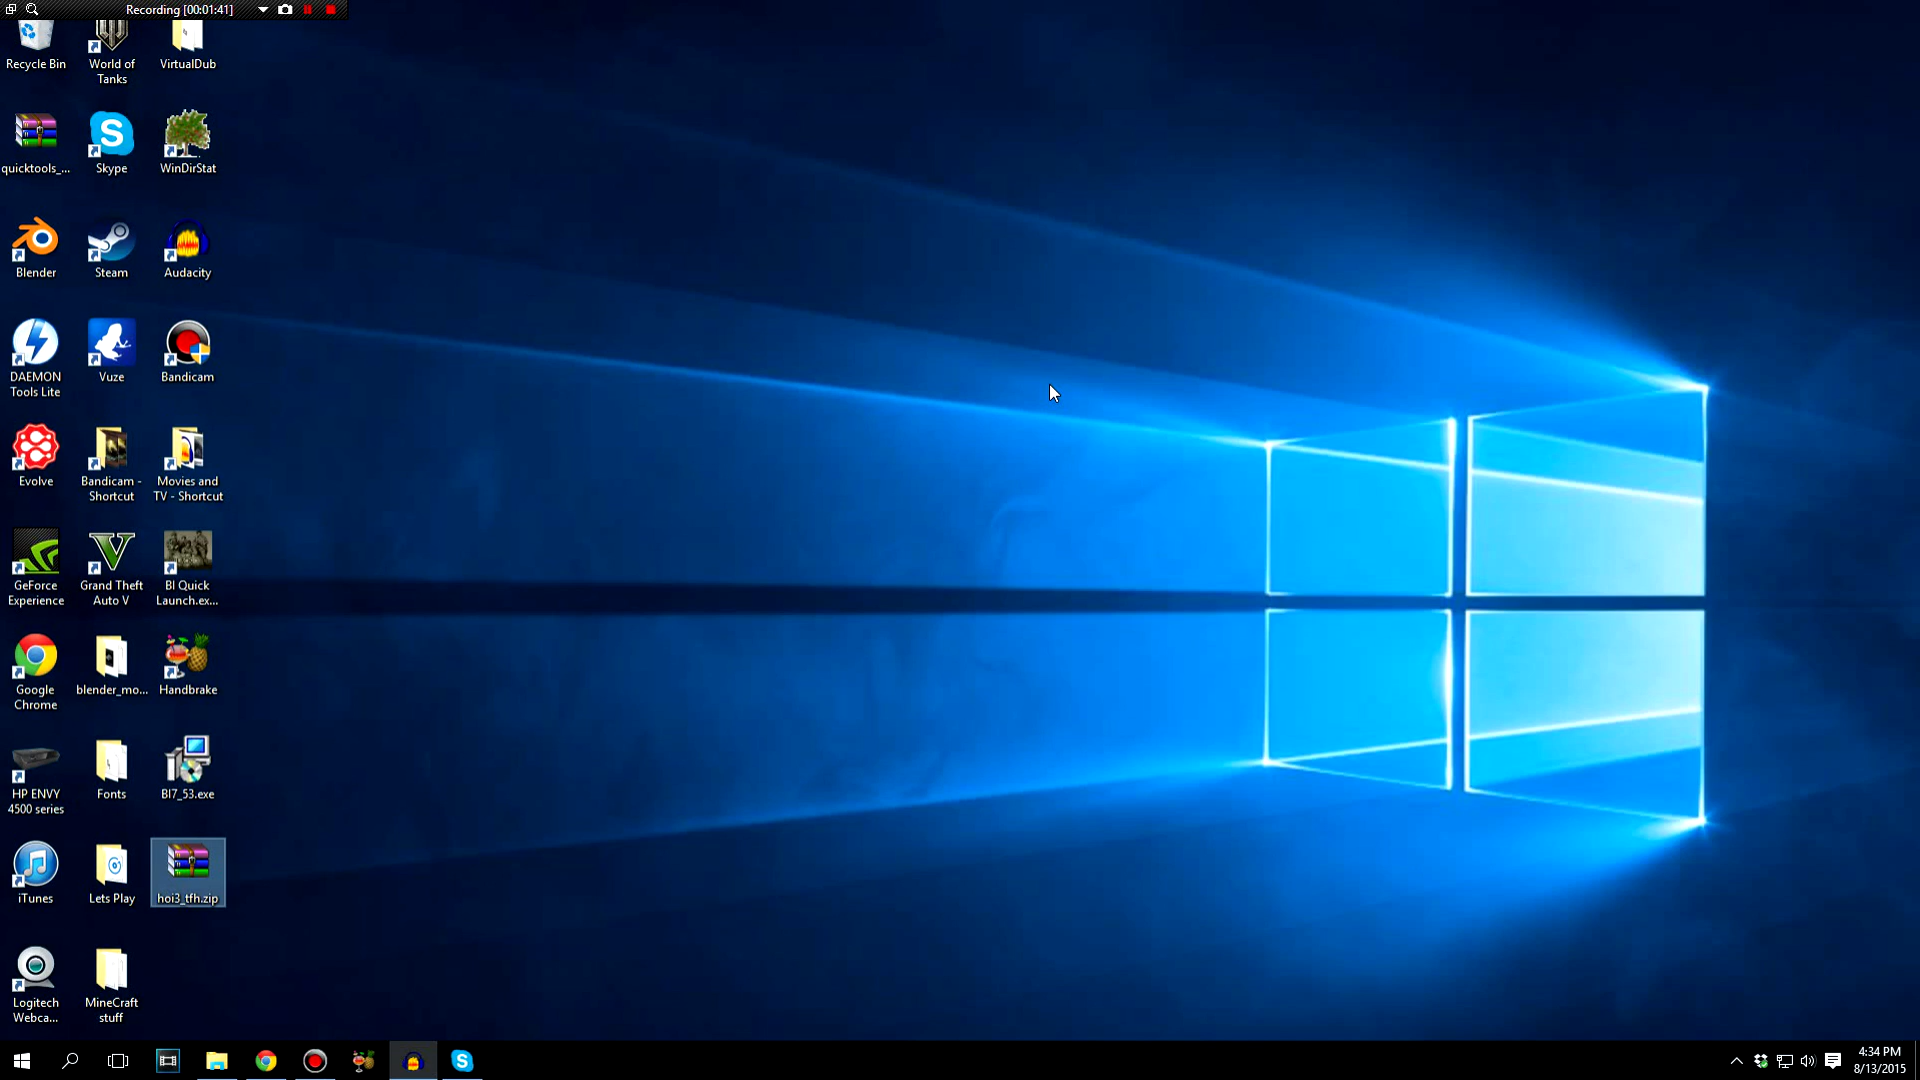 Recording [00:01:41]
Recycle Bin
World of
Tanks
VirtualDub
quicktools_...
Skype
WinDirStat
Blender
Steam
Audacity
DAEMON
Tools Lite
Vuze
Bandicam
Evolve
Bandicam -
Shortcut
Movies and
TV - Shortcut
GeForce
Experience
Grand Theft
Auto V
BI Quick
Launch.ex...
Google
Chrome
blender_mo...
Handbrake
HP ENVY
4500 series
Fonts
BI7_53.exe
iTunes
Lets Play
hoi3_tfh.zip
Logitech
Webca...
MineCraft
stuff
4:34 PM
8/13/2015